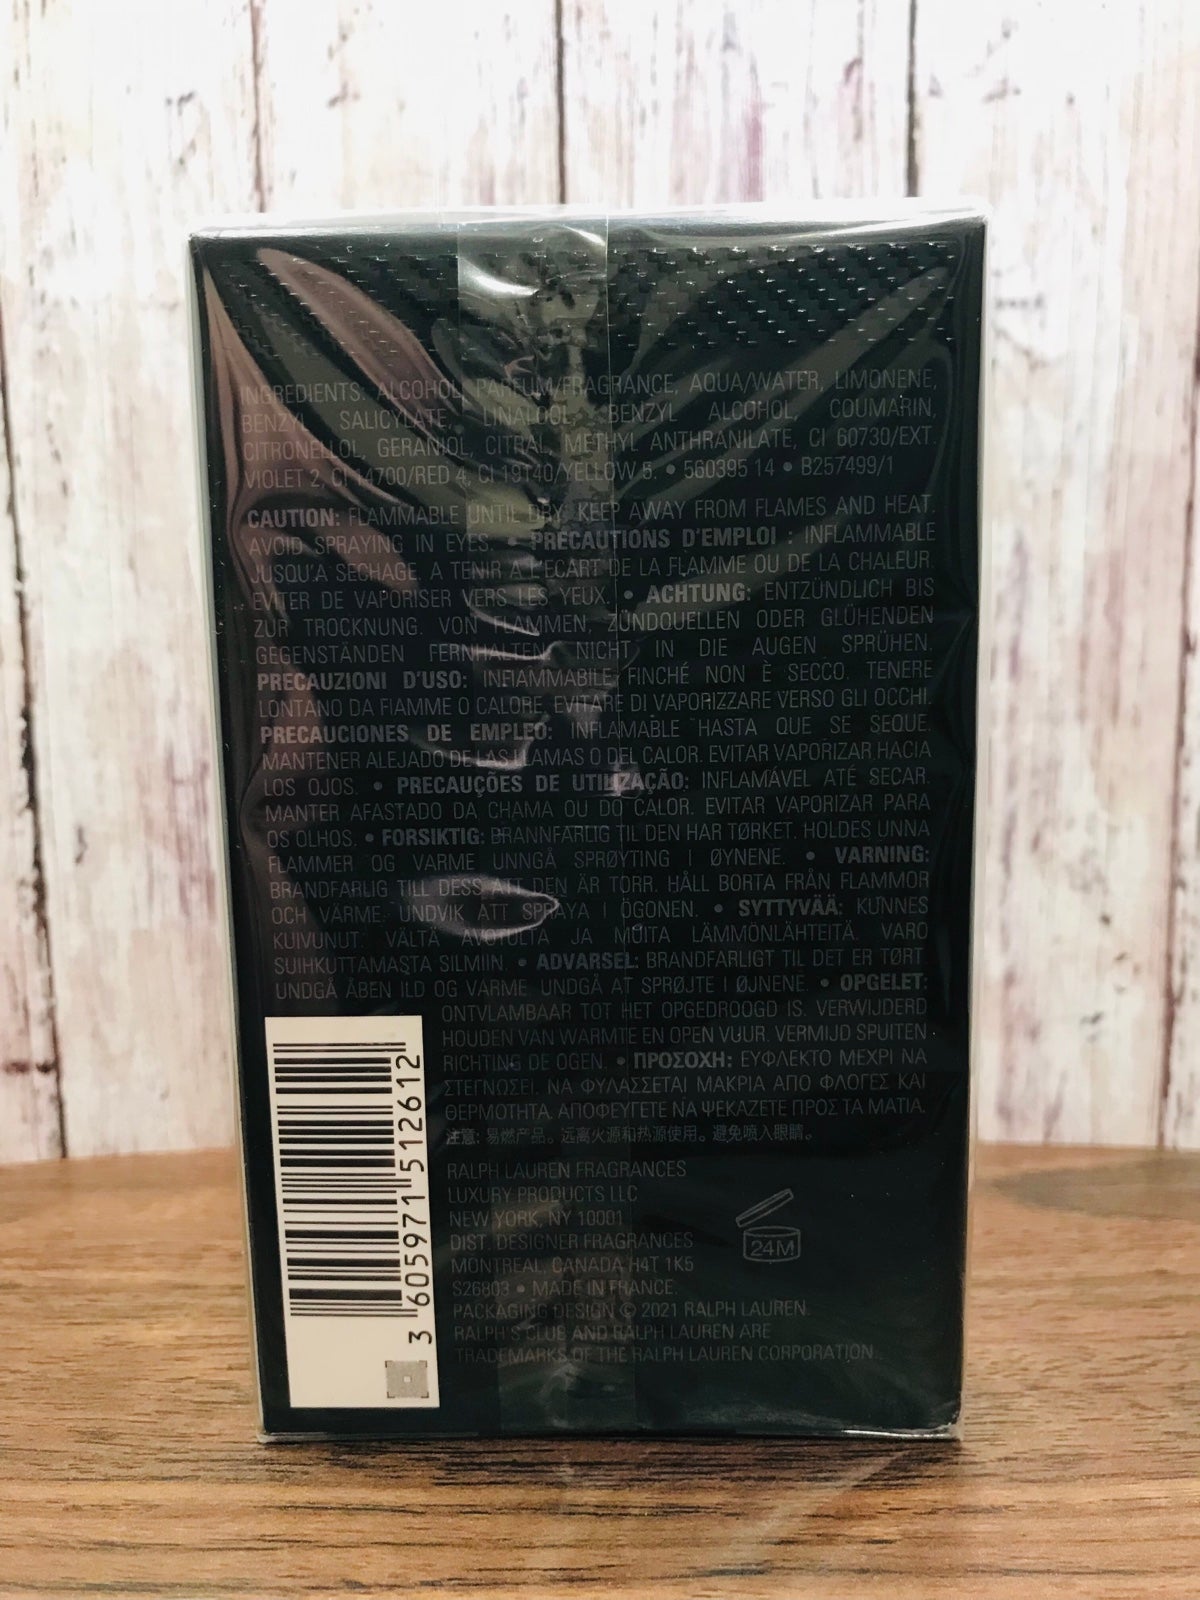 INGREDIENTS: ALCOHOL, PARFUM/FRAGRANCE, AQUA/WATER, LIMONENE,
BENZYL SALICYLATE, LINALOOL, BENZYL ALCOHOL, COUMARIN,
CITRONELLOL, GERANIOL, CITRAL, METHYL ANTHRANILATE, CI 60730/EXT.
VIOLET 2, CI 14700/RED 4, CI 19140/YELLOW 5. • 560395 14 • B257499/1
CAUTION: FLAMMABLE UNTIL DRY. KEEP AWAY FROM FLAMES AND HEAT.
AVOID SPRAYING IN EYES. • PRECAUTIONS D'EMPLOI : INFLAMMABLE
JUSQU'A SECHAGE. A TENIR A L'ECART DE LA FLAMME OU DE LA CHALEUR.
EVITER DE VAPORISER VERS LES YEUX. • ACHTUNG: ENTZÜNDLICH BIS
ZUR TROCKNUNG. VON FLAMMEN, ZÜNDQUELLEN ODER GLÜHENDEN
GEGENSTÄNDEN FERNHALTEN. NICHT IN DIE AUGEN SPRÜHEN.
PRECAUZIONI D'USO: INFIAMMABILE FINCHÉ NON È SECCO. TENERE
LONTANO DA FIAMME O CALORE. EVITARE DI VAPORIZZARE VERSO GLI OCCHI.
PRECAUCIONES DE EMPLEO: INFLAMABLE HASTA QUE SE SEQUE.
MANTENER ALEJADO DE LAS LLAMAS O DEL CALOR. EVITAR VAPORIZAR HACIA
LOS OJOS. • PRECAUÇÕES DE UTILIZAÇÃO: INFLAMÁVEL ATÉ SECAR.
MANTER AFASTADO DA CHAMA OU DO CALOR. EVITAR VAPORIZAR PARA
OS OLHOS. • FORSIKTIG: BRANNFARLIG TIL DEN HAR TØRKET. HOLDES UNNA
FLAMMER OG VARME. UNNGÅ SPRØYTING I ØYNENE. • VARNING:
BRANDFARLIG TILL DESS ATT DEN ÄR TORR. HÅLL BORTA FRÅN FLAMMOR
OCH VÄRME. UNDVIK ATT SPRAYA I ÖGONEN. • SYTTYVÄÄ: KUNNES
KUIVUNUT. VÄLTÄ AVOTULTA JA MUITA LÄMMÖNLÄHTEITÄ. VARO
SUIHKUTTAMASTA SILMIIN. • ADVARSEL: BRANDFARLIGT TIL DET ER TØRT.
UNDGÅ ÅBEN ILD OG VARME. UNDGÅ AT SPRØJTE I ØJNENE. • OPGELET:
ONTVLAMBAAR TOT HET OPGEDROOGD IS. VERWIJDERD
HOUDEN VAN WARMTE EN OPEN VUUR. VERMIJD SPUITEN
RICHTING DE OGEN. • ΠΡΟΣΟΧΗ: ΕΥΦΛΕΚΤΟ ΜΕΧΡΙ ΝΑ
ΣΤΕΓΝΩΣΕΙ. ΝΑ ΦΥΛΑΣΣΕΤΑΙ ΜΑΚΡΙΑ ΑΠΟ ΦΛΟΓΕΣ ΚΑΙ
ΘΕΡΜΟΤΗΤΑ. ΑΠΟΦΕΥΓΕΤΕ ΝΑ ΨΕΚΑΖΕΤΕ ΠΡΟΣ ΤΑ ΜΑΤΙΑ.
注意: 易燃产品。远离火源和热源使用。避免喷入眼睛。
RALPH LAUREN FRAGRANCES
LUXURY PRODUCTS LLC
NEW YORK, NY 10001
DIST. DESIGNER FRAGRANCES
MONTREAL, CANADA H4T 1K5
S26803 • MADE IN FRANCE.
PACKAGING DESIGN © 2021 RALPH LAUREN.
RALPH'S CLUB AND RALPH LAUREN ARE
TRADEMARKS OF THE RALPH LAUREN CORPORATION
24M
3 605971 512612